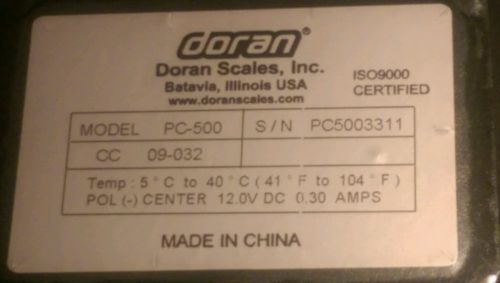 doran®
Doran Scales, Inc.
Batavia, Illinois USA
www.doranscales.com
ISO9000
CERTIFIED
MODEL PC-500 S/N PC5003311
CC 09-032
Temp : 5°C to 40°C (41°F to 104°F)
POL (-) CENTER 12.0V DC 0.30 AMPS
MADE IN CHINA